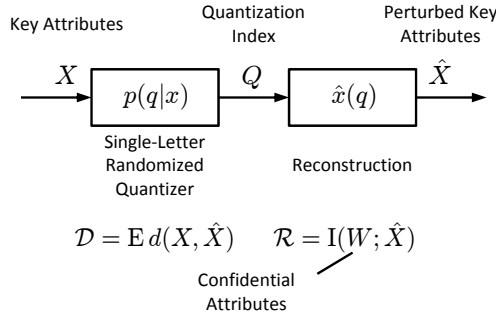 Key Attributes
Quantization
Index
Perturbed Key
Attributes
X
p(q|x)
Q
x̂(q)
X̂
Single-Letter
Randomized
Quantizer
Reconstruction
𝒟 = E d(X, X̂)
ℛ = I(W; X̂)
Confidential
Attributes